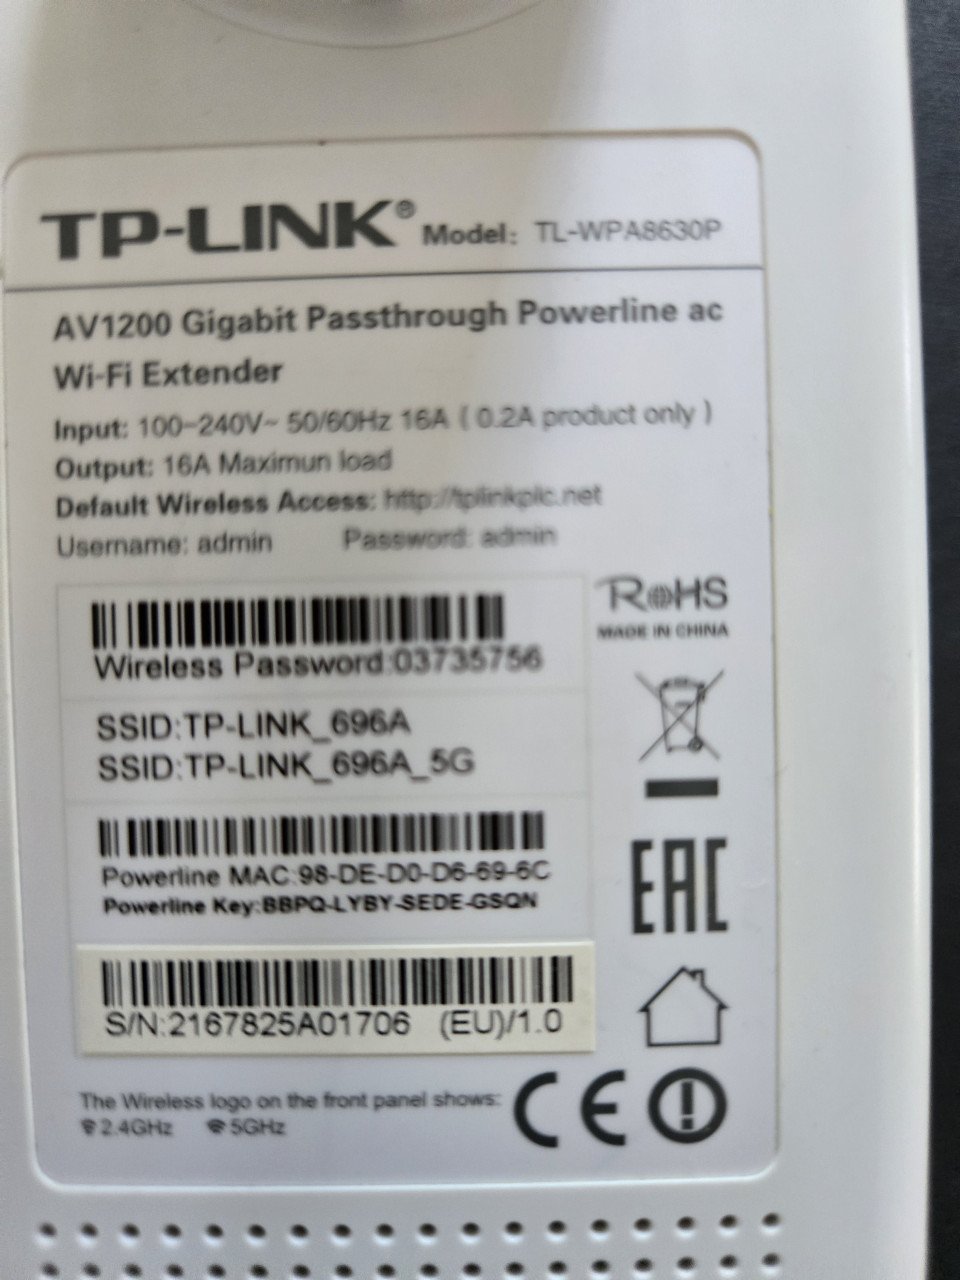 TP-LINK® Model: TL-WPA8630P
AV1200 Gigabit Passthrough Powerline ac
Wi-Fi Extender
Input: 100-240V~ 50/60Hz 16A ( 0.2A product only )
Output: 16A Maximun load
Default Wireless Access: http://tplinkplc.net
Username: admin Password: admin
Wireless Password:03735756
RoHS
MADE IN CHINA
SSID:TP-LINK_696A
SSID:TP-LINK_696A_5G
Powerline MAC:98-DE-D0-D6-69-6C
Powerline Key:BBPQ-LYBY-SEDE-GSQN
EAC
S/N:2167825A01706 (EU)/1.0
The Wireless logo on the front panel shows:
2.4GHz 5GHz
CE